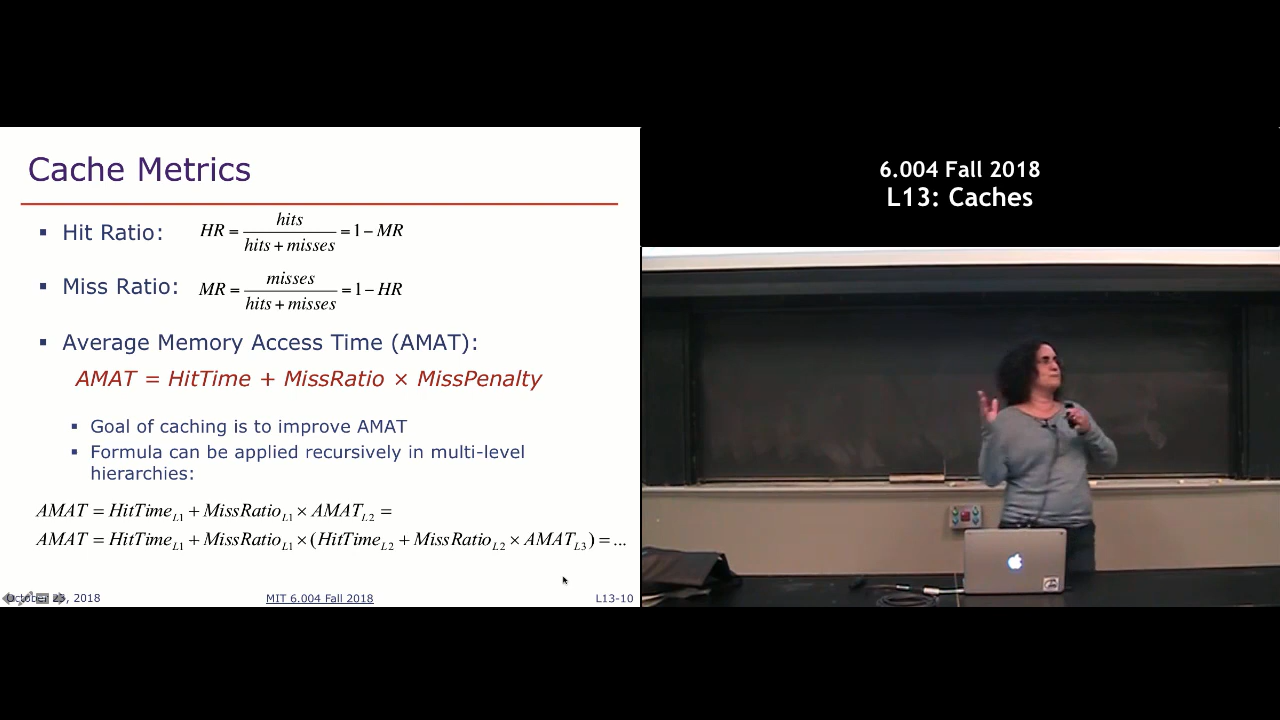 Cache Metrics
▪ Hit Ratio: HR = hits / (hits + misses) = 1 − MR
▪ Miss Ratio: MR = misses / (hits + misses) = 1 − HR
▪ Average Memory Access Time (AMAT):
AMAT = HitTime + MissRatio × MissPenalty
▪ Goal of caching is to improve AMAT
▪ Formula can be applied recursively in multi-level
hierarchies:
AMAT = HitTime_L1 + MissRatio_L1 × AMAT_L2 =
AMAT = HitTime_L1 + MissRatio_L1 × (HitTime_L2 + MissRatio_L2 × AMAT_L3) = ...
2018
MIT 6.004 Fall 2018
L13-10
6.004 Fall 2018
L13: Caches